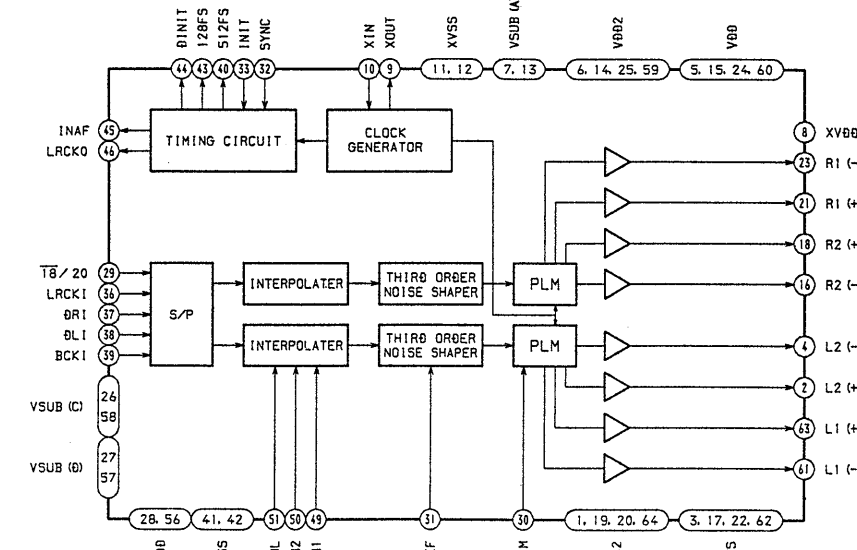 DINIT
128FS
512FS
INIT
SYNC
XIN
XOUT
XVSS
VSUB (A
VDD2
VDD
44
43
40
33
32
10
9
11, 12
7, 13
6, 14, 25, 59
5, 15, 24, 60
INAF 45
LRCKO 46
TIMING CIRCUIT
CLOCK
GENERATOR
8 XVDD
23 R1 (-
21 R1 (+
18 R2 (+
16 R2 (-
18/20 29
LRCKI 36
DRI 37
DLI 38
BCKI 39
S/P
INTERPOLATER
THIRD ORDER
NOISE SHAPER
PLM
INTERPOLATER
THIRD ORDER
NOISE SHAPER
PLM
4 L2 (-
2 L2 (+
63 L1 (+
61 L1 (-
VSUB (C)
26
58
VSUB (D)
27
57
28, 56
41, 42
51
50
49
31
30
1, 19, 20, 64
3, 17, 22, 62